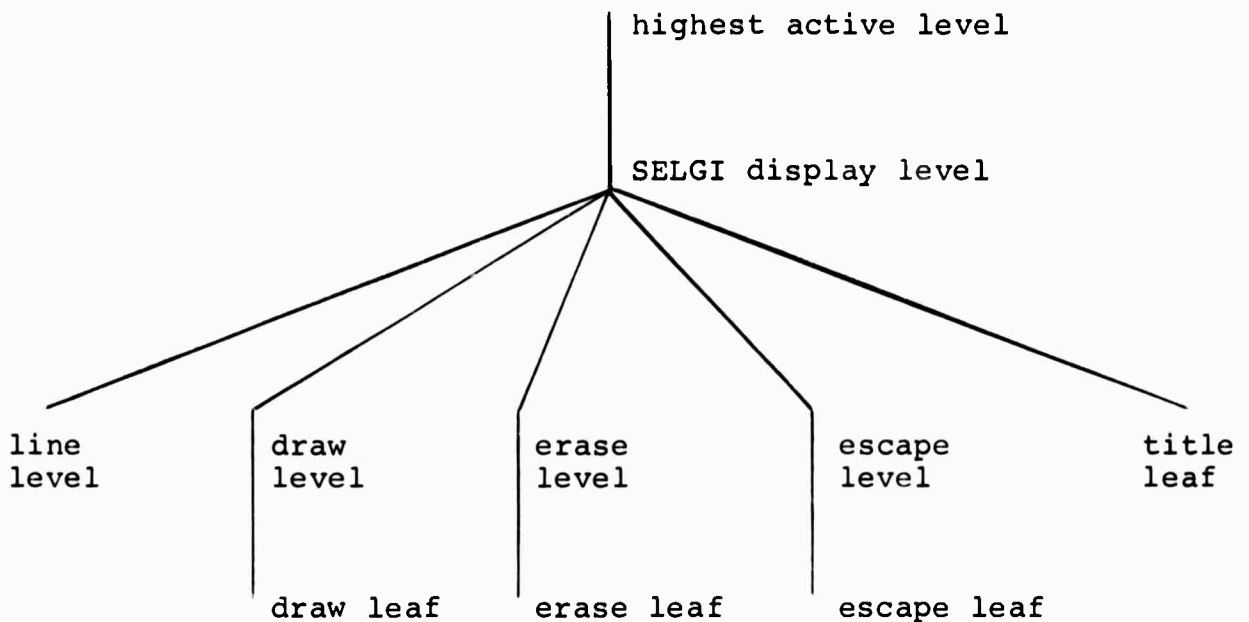 highest active level
SELGI display level
line level
draw level
erase level
escape level
title leaf
draw leaf
erase leaf
escape leaf